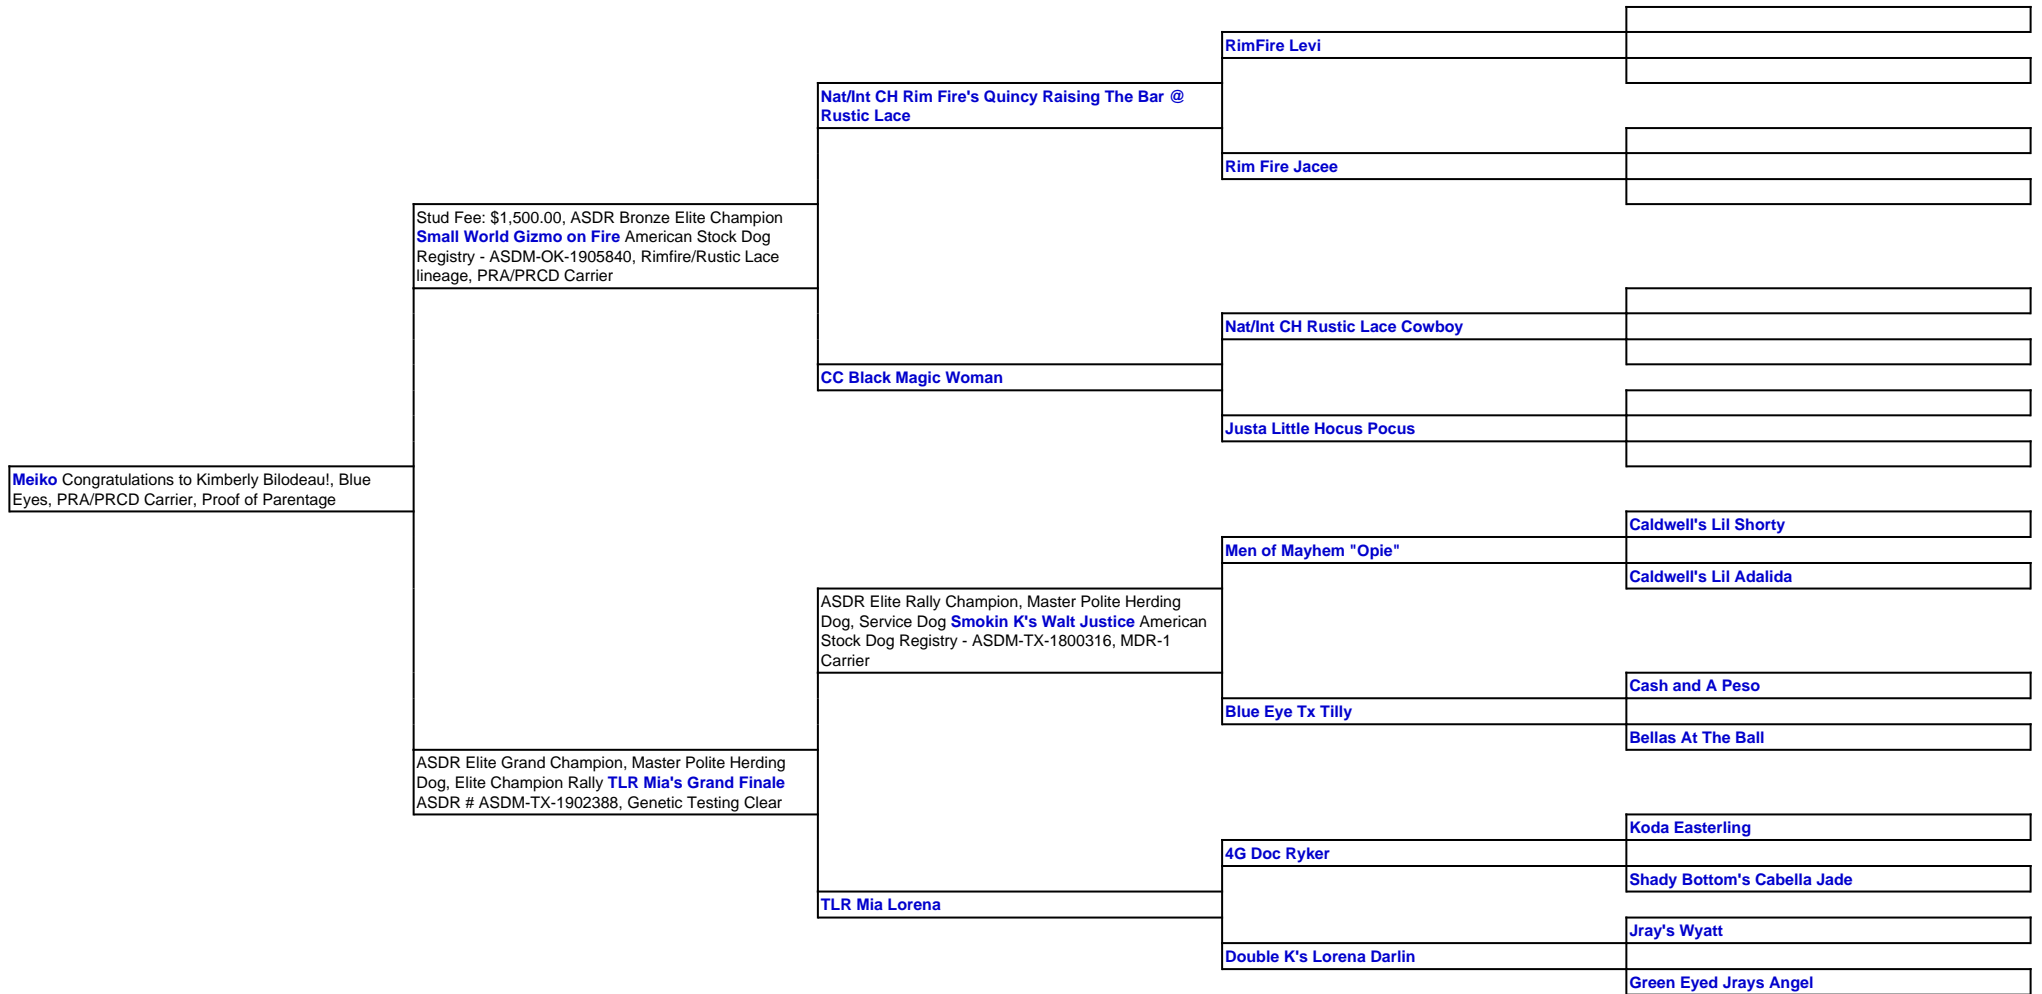 RimFire Levi
Nat/Int CH Rim Fire's Quincy Raising The Bar @
Rustic Lace
Rim Fire Jacee
Stud Fee: $1,500.00, ASDR Bronze Elite Champion
Small World Gizmo on Fire American Stock Dog
Registry - ASDM-OK-1905840, Rimfire/Rustic Lace
lineage, PRA/PRCD Carrier
Nat/Int CH Rustic Lace Cowboy
CC Black Magic Woman
Justa Little Hocus Pocus
Meiko Congratulations to Kimberly Bilodeau!, Blue
Eyes, PRA/PRCD Carrier, Proof of Parentage
Caldwell's Lil Shorty
Men of Mayhem "Opie"
Caldwell's Lil Adalida
ASDR Elite Rally Champion, Master Polite Herding
Dog, Service Dog Smokin K's Walt Justice American
Stock Dog Registry - ASDM-TX-1800316, MDR-1
Carrier
Cash and A Peso
Blue Eye Tx Tilly
Bellas At The Ball
ASDR Elite Grand Champion, Master Polite Herding
Dog, Elite Champion Rally TLR Mia's Grand Finale
ASDR # ASDM-TX-1902388, Genetic Testing Clear
Koda Easterling
4G Doc Ryker
Shady Bottom's Cabella Jade
TLR Mia Lorena
Jray's Wyatt
Double K's Lorena Darlin
Green Eyed Jrays Angel